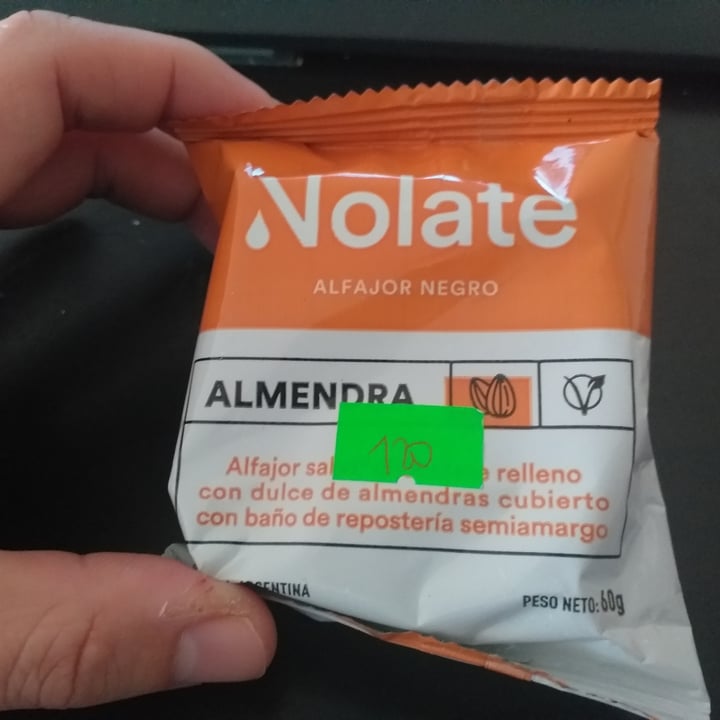 Nolate
ALFAJOR NEGRO
ALMENDRA
120
Alfajor relleno
con dulce de almendras cubierto
con baño de repostería semiamargo
ARGENTINA
PESO NETO: 60g